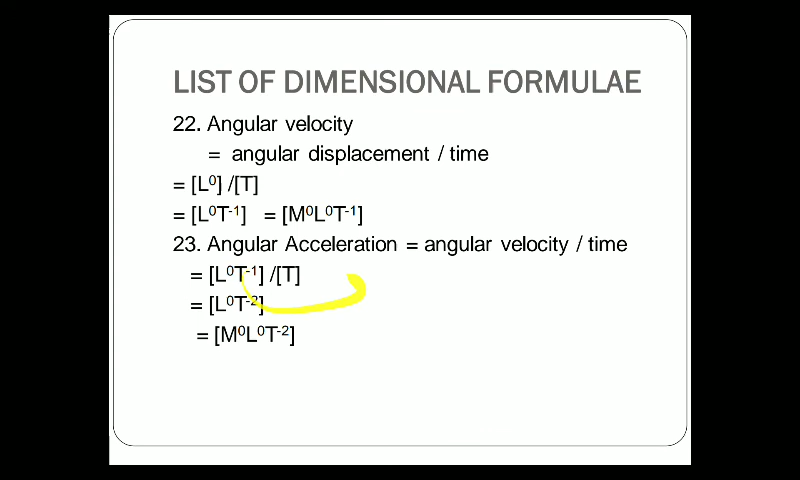 LIST OF DIMENSIONAL FORMULAE
22. Angular velocity
= angular displacement / time
= [L⁰] /[T]
= [L⁰T⁻¹] = [M⁰L⁰T⁻¹]
23. Angular Acceleration = angular velocity / time
= [L⁰T⁻¹] /[T]
= [L⁰T⁻²]
= [M⁰L⁰T⁻²]